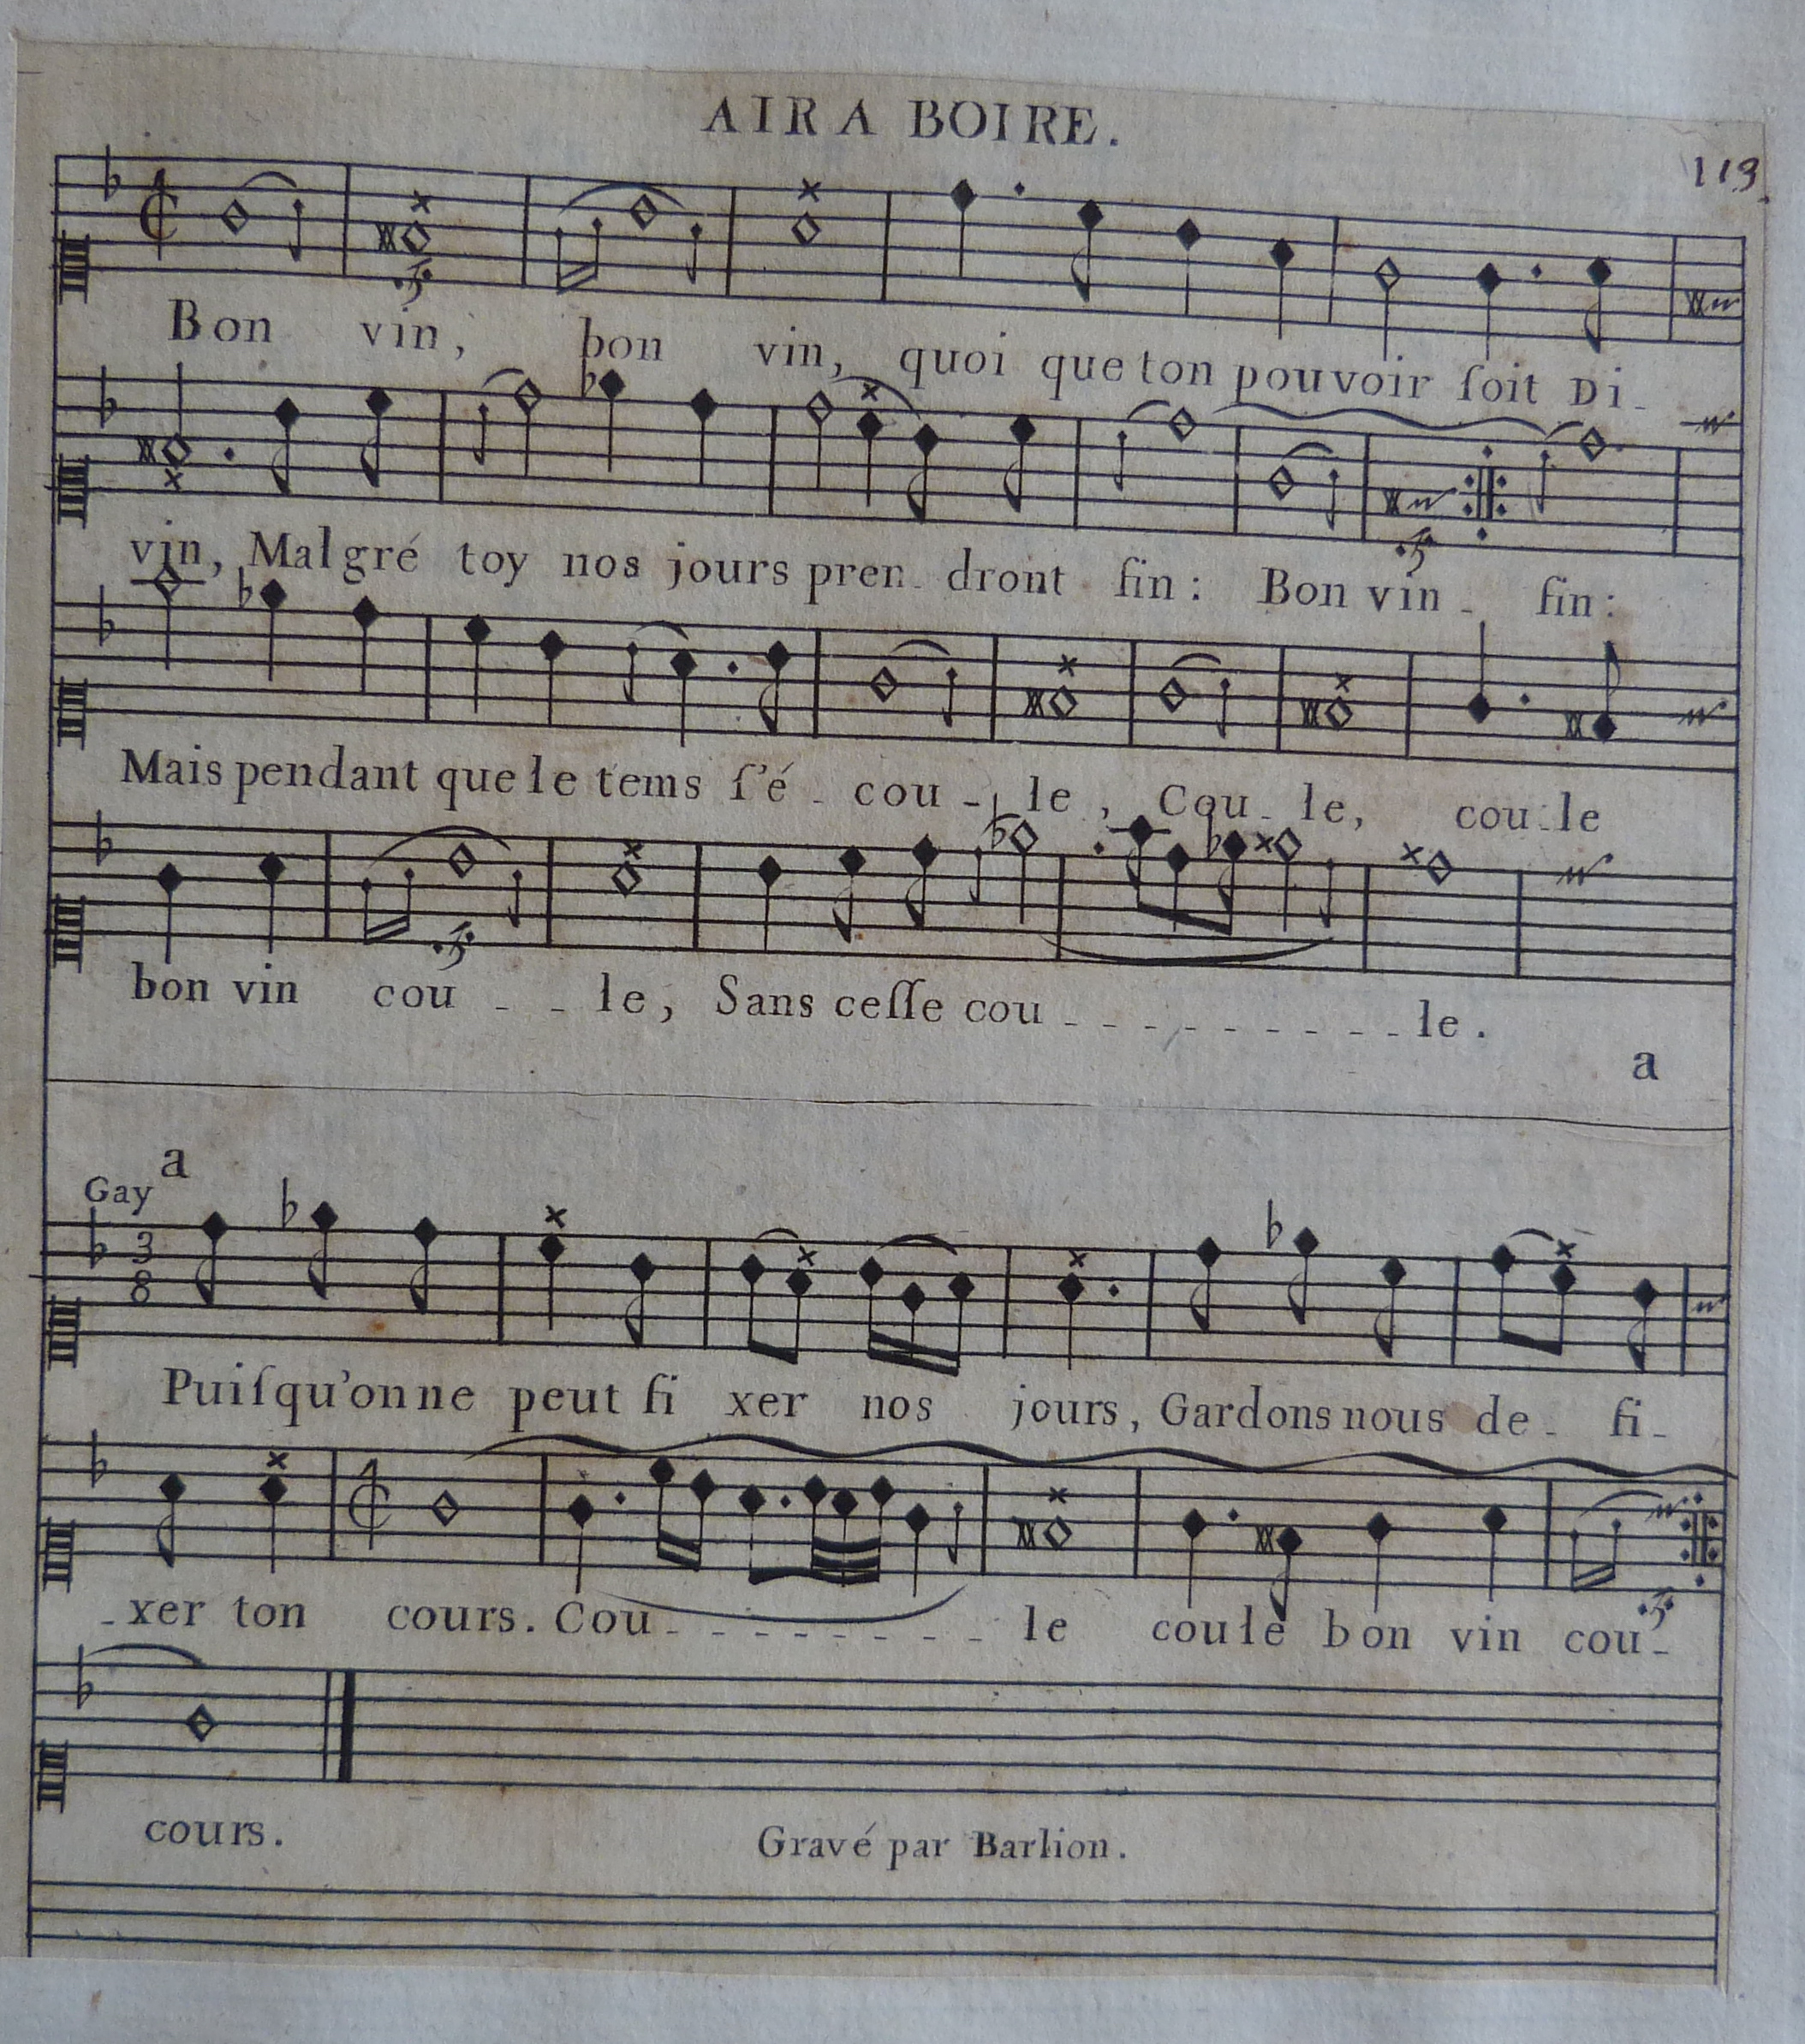 AIR A BOIRE.
113.
Bon vin, bon vin, quoi que ton pouvoir ſoit Di-
vin, Malgré toy nos jours pren-dront fin: Bon vin- fin:
Mais pendant que le tems ſ'é-cou-le, Cou-le, cou-le
bon vin cou--le, Sans ceſſe cou---------le.
a
a
Gay
3
8
Puiſqu'on ne peut fi xer nos jours, Gardons nous de- fi-
-xer ton cours. Cou--------le coule bon vin cou-
cours.
Gravé par Barlion.